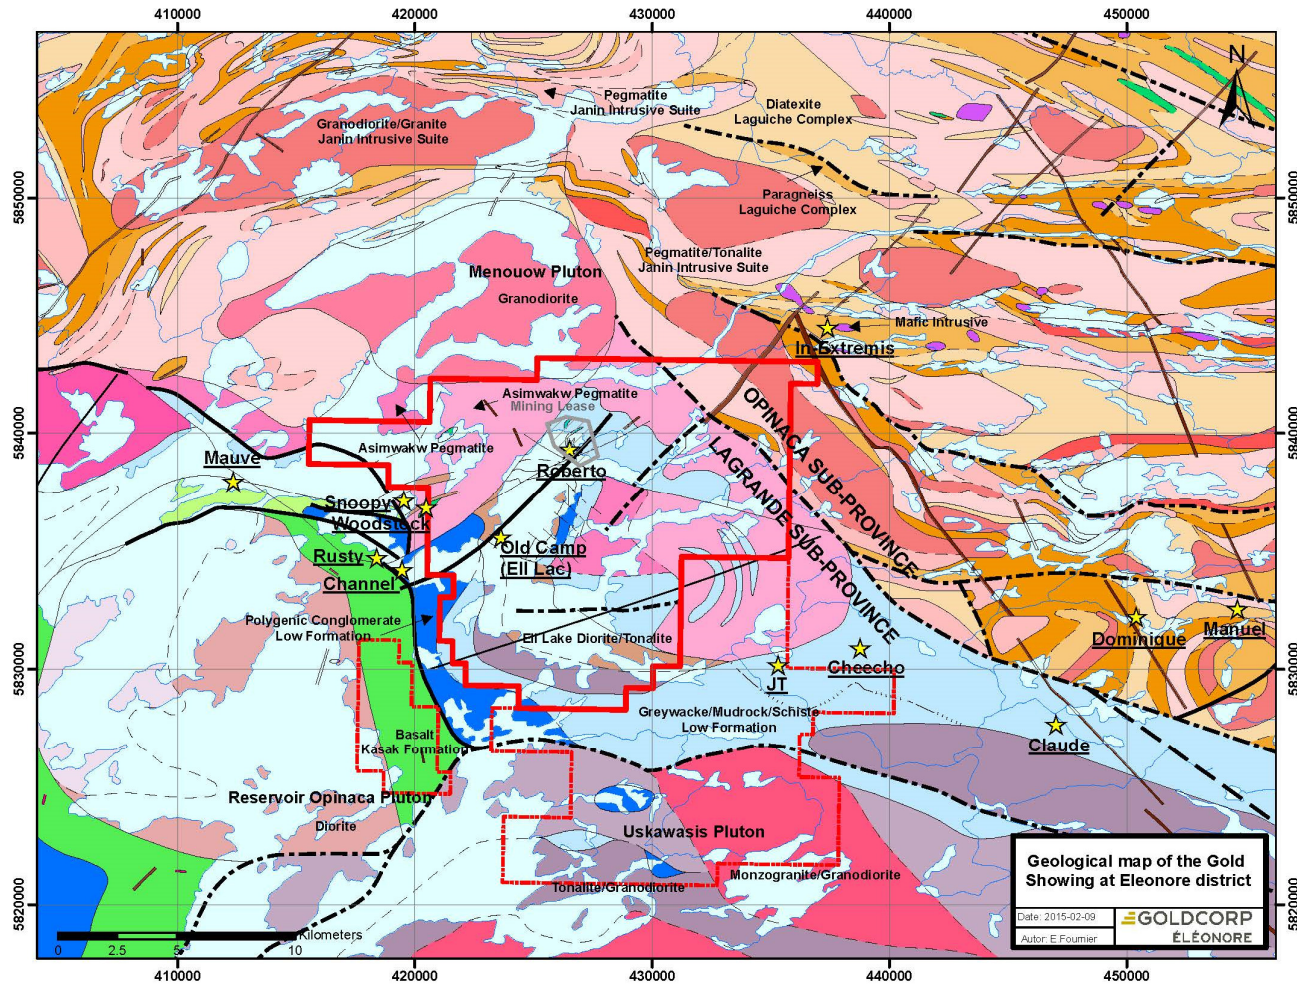 410000
420000
430000
440000
450000
N
Pegmatite
Janin Intrusive Suite
Diatexite
Laguiche Complex
Granodiorite/Granite
Janin Intrusive Suite
5850000
5850000
Paragneiss
Laguiche Complex
Pegmatite/Tonalite
Janin Intrusive Suite
Menouow Pluton
Granodiorite
Mafic Intrusive
In-Extremis
Asimwakw Pegmatite
Mining Lease
Asimwakw Pegmatite
OPINACA SUB-PROVINCE
LAGRANDE SUB-PROVINCE
5840000
5840000
Mauve
Roberto
Snoopy
Woodstock
Old Camp
(Ell Lac)
Rusty
Channel
Polygenic Conglomerate
Low Formation
Ell Lake Diorite/Tonalite
Dominique
Manuel
Cheecho
JT
5830000
5830000
Greywacke/Mudrock/Schiste
Low Formation
Claude
Basalt
Kasak Formation
Reservoir Opinaca Pluton
Diorite
Uskawasis Pluton
Monzogranite/Granodiorite
Tonalite/Granodiorite
5820000
5820000
Kilometers
0 2.5 5 10
Geological map of the Gold
Showing at Eleonore district
Date: 2015-02-09
Autor: E.Fournier
GOLDCORP
ÉLÉONORE
410000
420000
430000
440000
450000